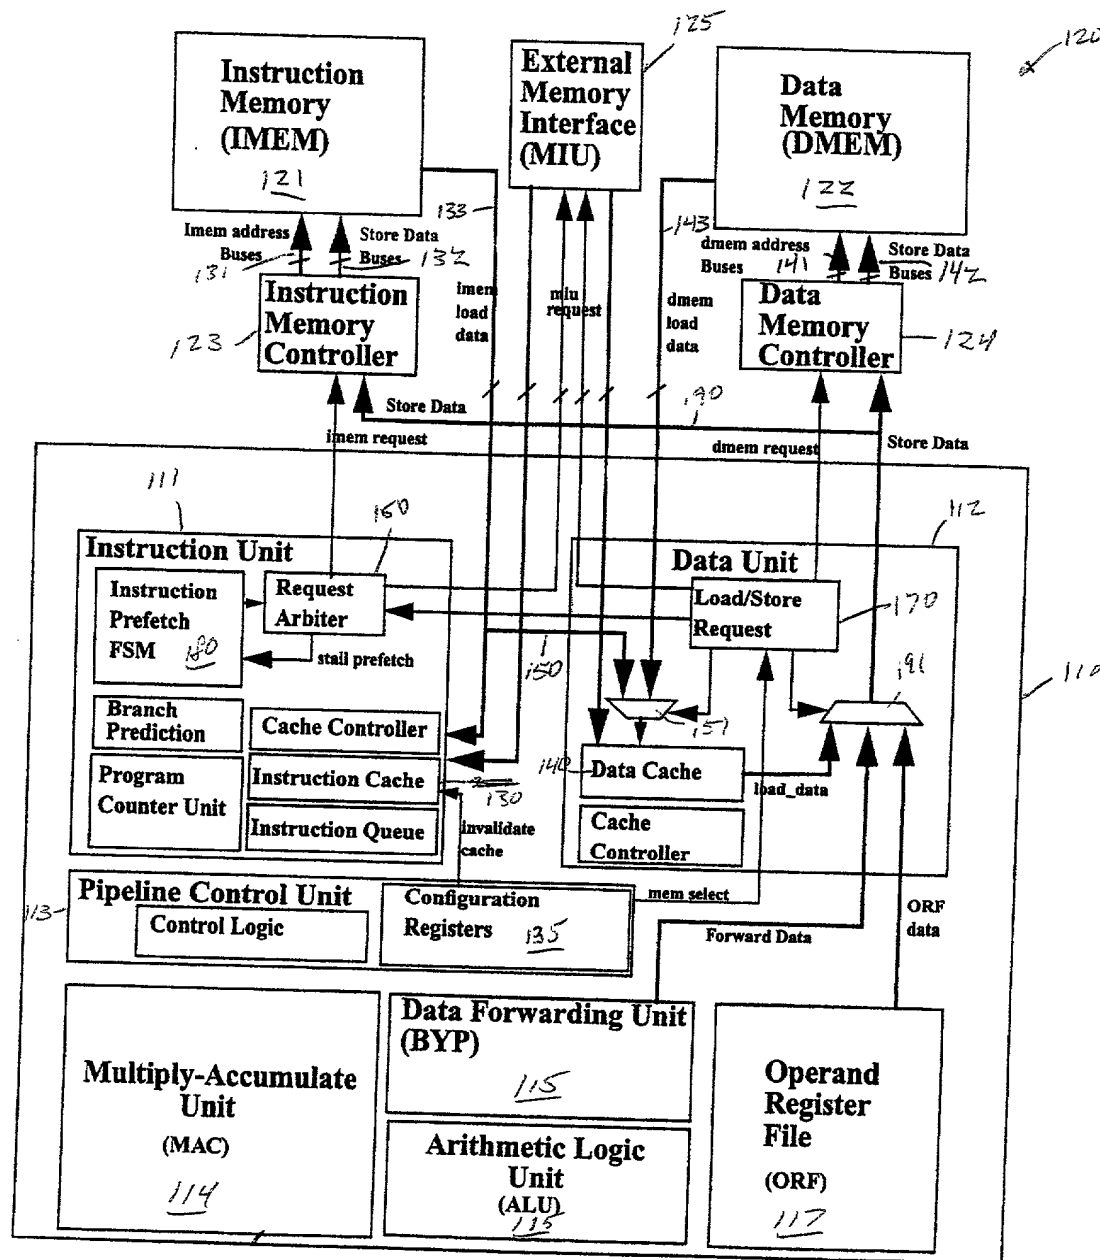 125
120
Instruction
Memory
(IMEM)
121
External
Memory
Interface
(MIU)
Data
Memory
(DMEM)
122
Imem address
Buses
131
Store Data
Buses
132
133
143
dmem address
Buses
141
Store Data
Buses
142
Instruction
Memory
Controller
123
imem
load
data
miu
request
dmem
load
data
Data
Memory
Controller
124
Store Data
imem request
190
dmem request
Store Data
111
160
112
Instruction Unit
Instruction
Prefetch
FSM
180
Request
Arbiter
stall prefetch
Branch
Prediction
Program
Counter Unit
Cache Controller
Instruction Cache
130
Instruction Queue
invalidate
cache
150
Data Unit
Load/Store
Request
170
191
110
151
140
Data Cache
load_data
Cache
Controller
113
Pipeline Control Unit
Control Logic
Configuration
Registers
135
mem select
Forward Data
ORF
data
Multiply-Accumulate
Unit
(MAC)
114
Data Forwarding Unit
(BYP)
115
Arithmetic Logic
Unit
(ALU)
115
Operand
Register
File
(ORF)
117